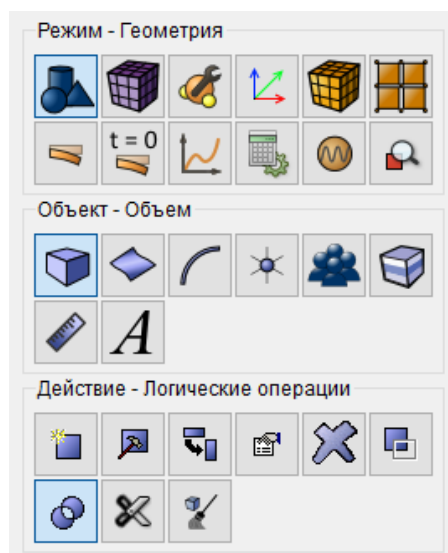 Режим - Геометрия
t = 0
Объект - Объем
A
Действие - Логические операции